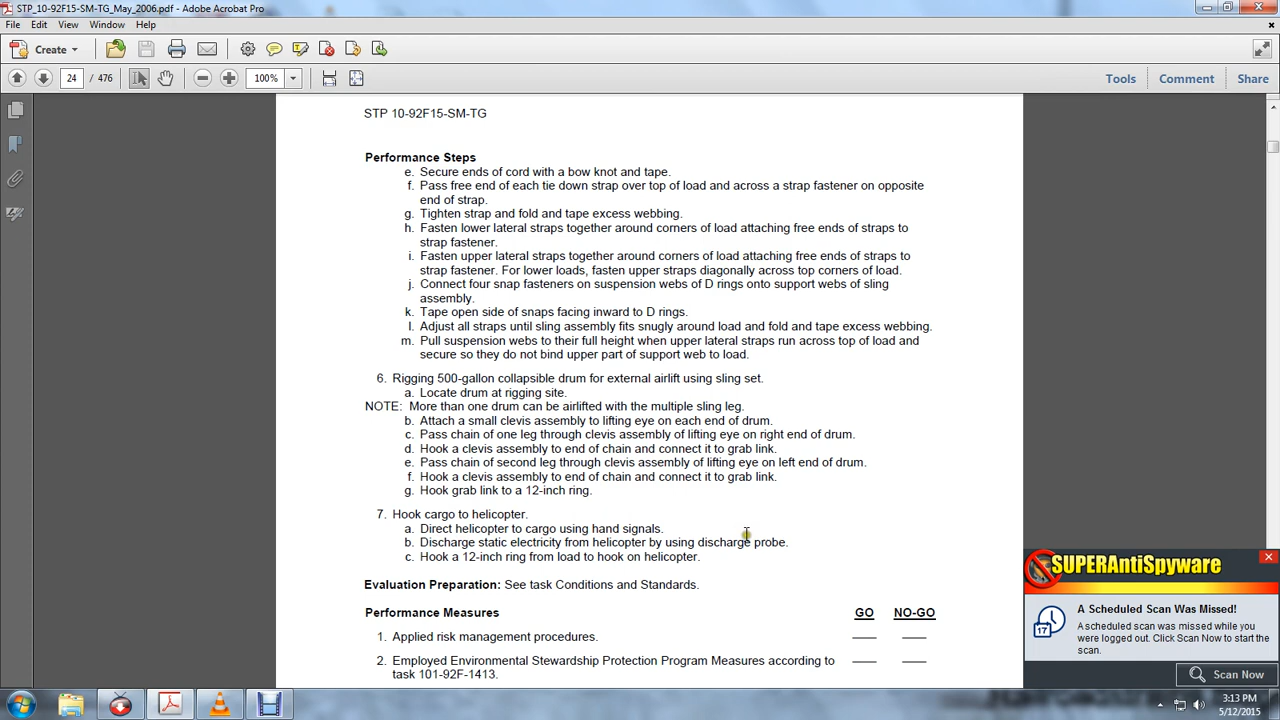 STP_10-92F15-SM-TG_May_2006.pdf - Adobe Acrobat Pro
File Edit View Window Help
Create
24 / 476 100% Tools Comment Share
STP 10-92F15-SM-TG
Performance Steps
e. Secure ends of cord with a bow knot and tape.
f. Pass free end of each tie down strap over top of load and across a strap fastener on opposite
end of strap.
g. Tighten strap and fold and tape excess webbing.
h. Fasten lower lateral straps together around corners of load attaching free ends of straps to
strap fastener.
i. Fasten upper lateral straps together around corners of load attaching free ends of straps to
strap fastener. For lower loads, fasten upper straps diagonally across top corners of load.
j. Connect four snap fasteners on suspension webs of D rings onto support webs of sling
assembly.
k. Tape open side of snaps facing inward to D rings.
l. Adjust all straps until sling assembly fits snugly around load and fold and tape excess webbing.
m. Pull suspension webs to their full height when upper lateral straps run across top of load and
secure so they do not bind upper part of support web to load.
6. Rigging 500-gallon collapsible drum for external airlift using sling set.
a. Locate drum at rigging site.
NOTE: More than one drum can be airlifted with the multiple sling leg.
b. Attach a small clevis assembly to lifting eye on each end of drum.
c. Pass chain of one leg through clevis assembly of lifting eye on right end of drum.
d. Hook a clevis assembly to end of chain and connect it to grab link.
e. Pass chain of second leg through clevis assembly of lifting eye on left end of drum.
f. Hook a clevis assembly to end of chain and connect it to grab link.
g. Hook grab link to a 12-inch ring.
7. Hook cargo to helicopter.
a. Direct helicopter to cargo using hand signals.
b. Discharge static electricity from helicopter by using discharge probe.
c. Hook a 12-inch ring from load to hook on helicopter.
Evaluation Preparation: See task Conditions and Standards.
Performance Measures GO NO-GO
1. Applied risk management procedures. —— ——
2. Employed Environmental Stewardship Protection Program Measures according to —— ——
task 101-92F-1413.
SUPERAntiSpyware
A Scheduled Scan Was Missed!
17
A scheduled scan was missed while you
were logged out. Click Scan Now to start the
scan.
Scan Now
3:13 PM
5/12/2015